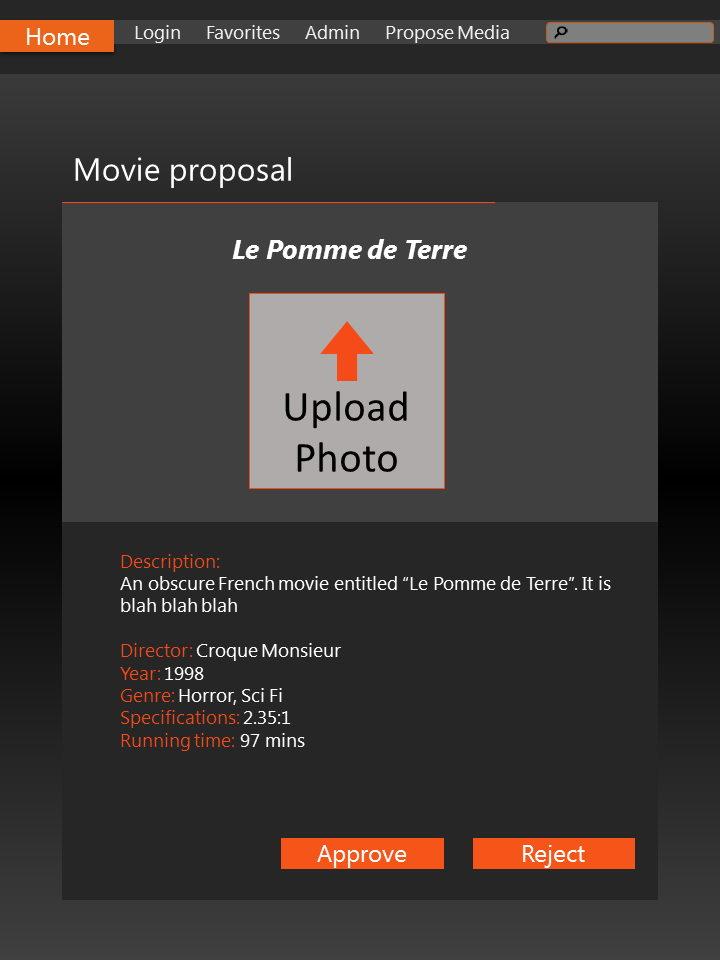 Home Login Favorites Admin Propose Media
Movie proposal
Le Pomme de Terre
Upload
Photo
Description:
An obscure French movie entitled “Le Pomme de Terre”. It is
blah blah blah
Director: Croque Monsieur
Year: 1998
Genre: Horror, Sci Fi
Specifications: 2.35:1
Running time: 97 mins
Approve Reject